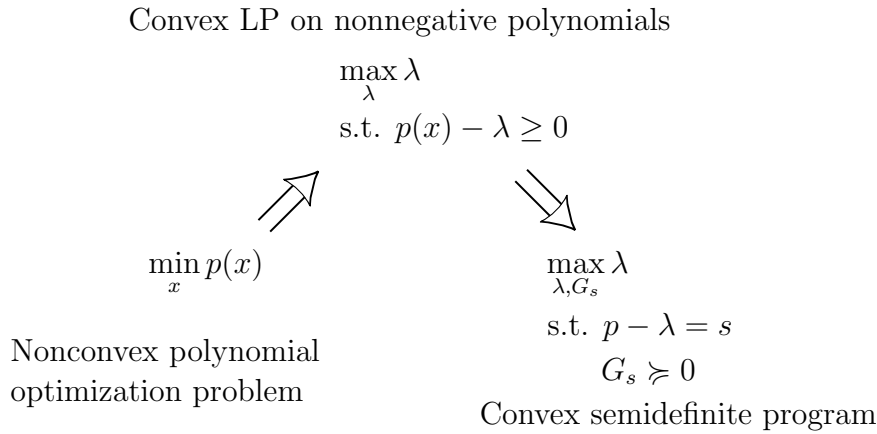 Convex LP on nonnegative polynomials
max λ
λ
s.t. p(x) − λ ≥ 0
min p(x)
x
Nonconvex polynomial
optimization problem
max λ
λ,G_s
s.t. p − λ = s
G_s ≽ 0
Convex semidefinite program